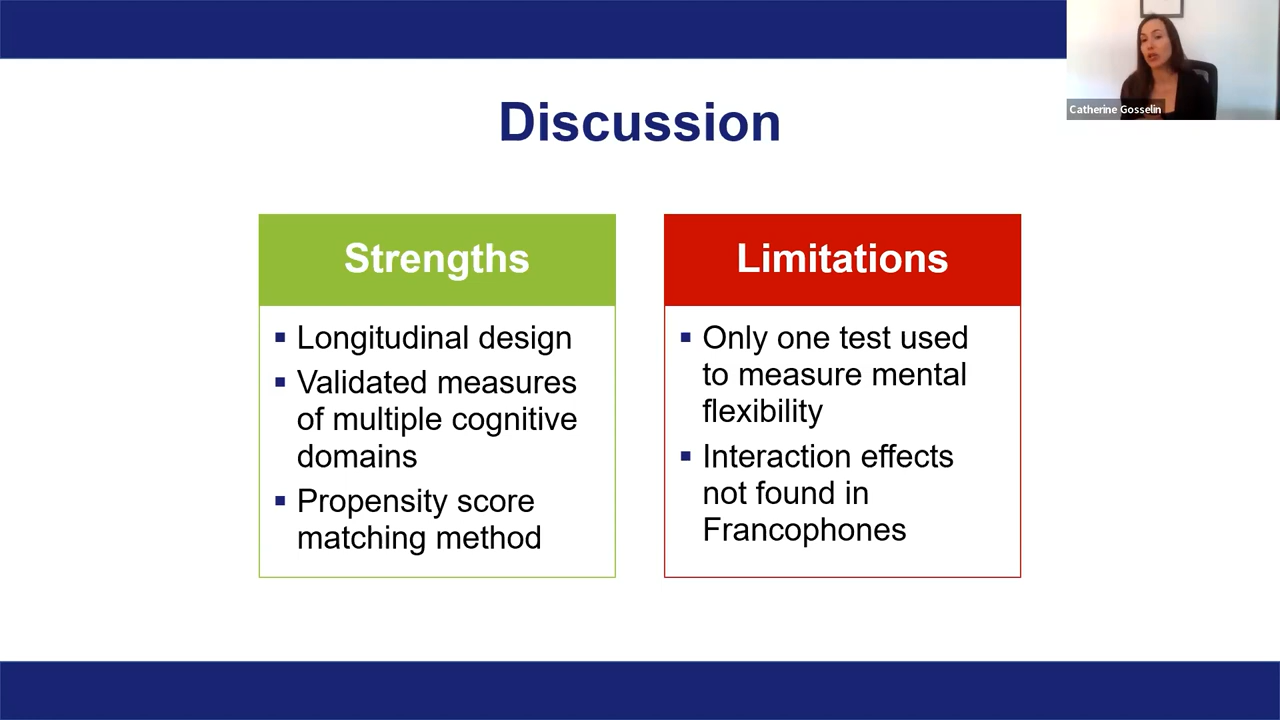 Catherine Gosselin
Discussion
Strengths
Longitudinal design
Validated measures
of multiple cognitive
domains
Propensity score
matching method
Limitations
Only one test used
to measure mental
flexibility
Interaction effects
not found in
Francophones